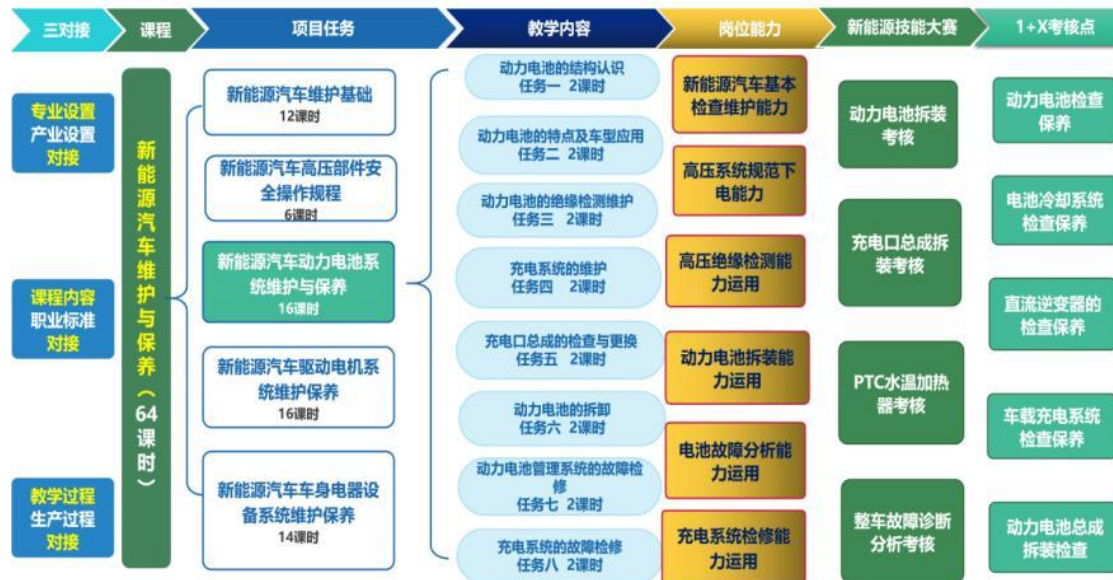 三对接
课程
项目任务
教学内容
岗位能力
新能源技能大赛
1+X考核点
专业设置
产业设置
对接
课程内容
职业标准
对接
教学过程
生产过程
对接
新能源汽车维护与保养（64课时）
新能源汽车维护基础
12课时
新能源汽车高压部件安
全操作规程
6课时
新能源汽车动力电池系
统维护与保养
16课时
新能源汽车驱动电机系
统维护保养
16课时
新能源汽车车身电器设
备系统维护保养
14课时
动力电池的结构认识
任务一 2课时
动力电池的特点及车型应用
任务二 2课时
动力电池的绝缘检测维护
任务三 2课时
充电系统的维护
任务四 2课时
充电口总成的检查与更换
任务五 2课时
动力电池的拆卸
任务六 2课时
动力电池管理系统的故障检
修
任务七 2课时
充电系统的故障检修
任务八 2课时
新能源汽车基本
检查维护能力
高压系统规范下
电能力
高压绝缘检测能
力运用
动力电池拆装能
力运用
电池故障分析能
力运用
充电系统检修能
力运用
动力电池拆装
考核
充电口总成拆
装考核
PTC水温加热
器考核
整车故障诊断
分析考核
动力电池检查
保养
电池冷却系统
检查保养
直流逆变器的
检查保养
车载充电系统
检查保养
动力电池总成
拆装检查